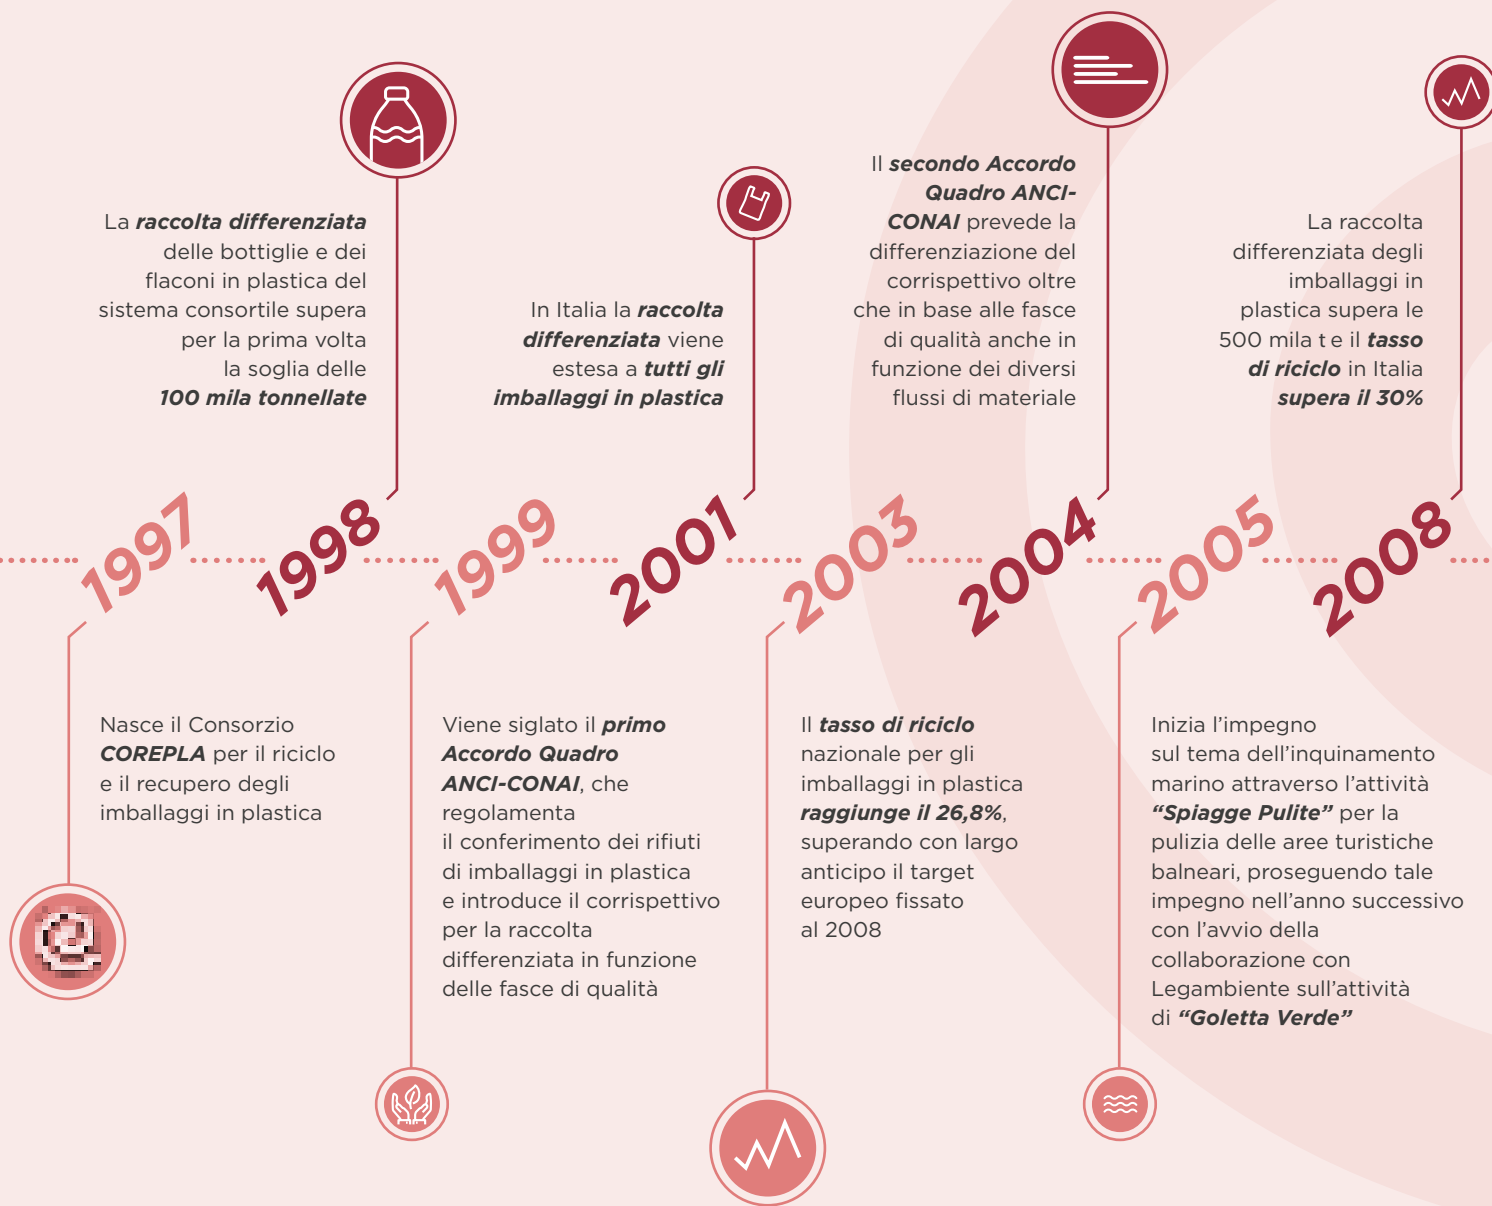 La raccolta differenziata
delle bottiglie e dei
flaconi in plastica del
sistema consortile supera
per la prima volta
la soglia delle
100 mila tonnellate
In Italia la raccolta
differenziata viene
estesa a tutti gli
imballaggi in plastica
Il secondo Accordo
Quadro ANCI-
CONAI prevede la
differenziazione del
corrispettivo oltre
che in base alle fasce
di qualità anche in
funzione dei diversi
flussi di materiale
La raccolta
differenziata degli
imballaggi in
plastica supera le
500 mila t e il tasso
di riciclo in Italia
supera il 30%
1997
1998
1999
2001
2003
2004
2005
2008
Nasce il Consorzio
COREPLA per il riciclo
e il recupero degli
imballaggi in plastica
Viene siglato il primo
Accordo Quadro
ANCI-CONAI, che
regolamenta
il conferimento dei rifiuti
di imballaggi in plastica
e introduce il corrispettivo
per la raccolta
differenziata in funzione
delle fasce di qualità
Il tasso di riciclo
nazionale per gli
imballaggi in plastica
raggiunge il 26,8%,
superando con largo
anticipo il target
europeo fissato
al 2008
Inizia l’impegno
sul tema dell’inquinamento
marino attraverso l’attività
“Spiagge Pulite” per la
pulizia delle aree turistiche
balneari, proseguendo tale
impegno nell’anno successivo
con l’avvio della
collaborazione con
Legambiente sull’attività
di “Goletta Verde”